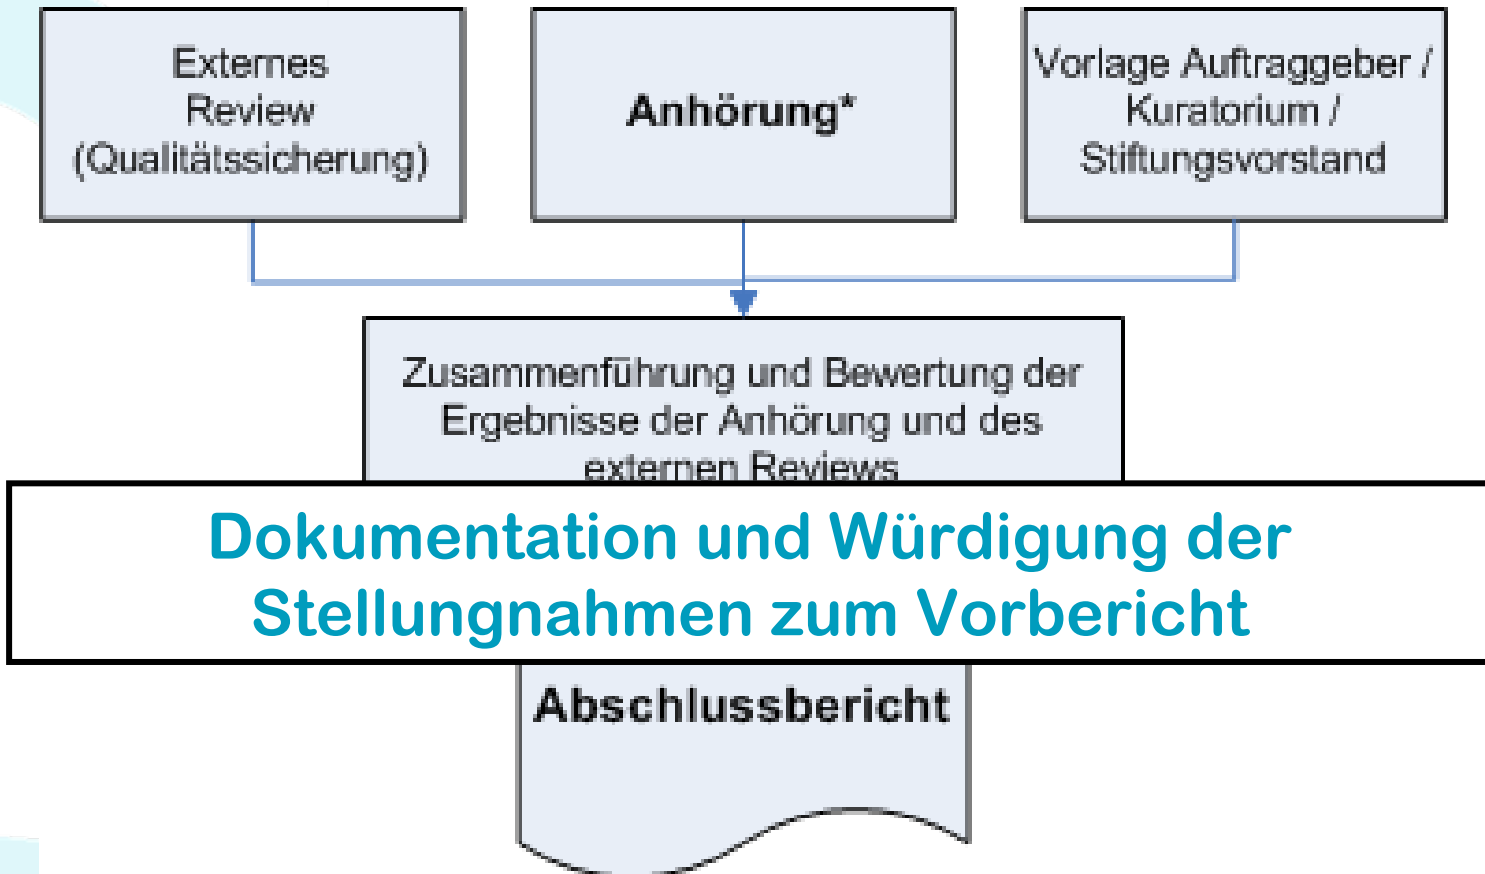 Externes
Review
(Qualitätssicherung)
Anhörung*
Vorlage Auftraggeber /
Kuratorium /
Stiftungsvorstand
Zusammenführung und Bewertung der
Ergebnisse der Anhörung und des
externen Reviews
Dokumentation und Würdigung der
Stellungnahmen zum Vorbericht
Abschlussbericht